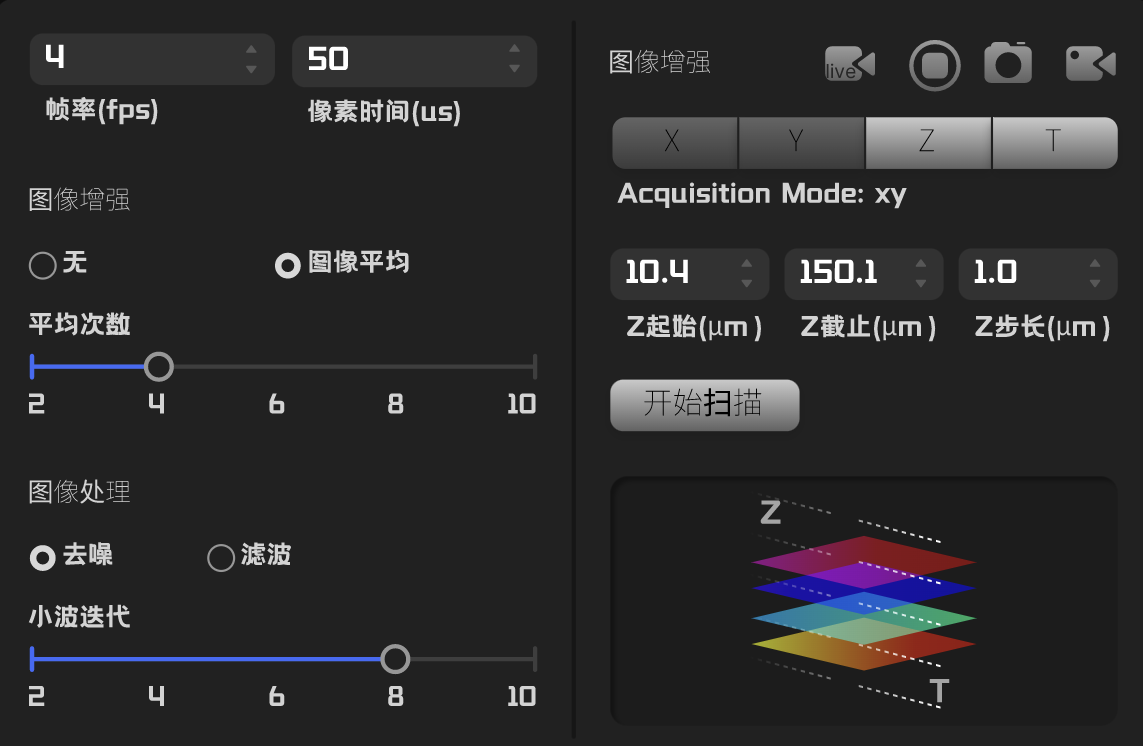 4
50
帧率(fps)
像素时间(us)
图像增强
无
图像平均
平均次数
2 4 6 8 10
图像处理
去噪
滤波
小波迭代
2 4 6 8 10
图像增强
live
X Y Z T
Acquisition Mode: xy
10.4
150.1
1.0
Z起始(μm)
Z截止(μm)
Z步长(μm)
开始扫描
Z
T